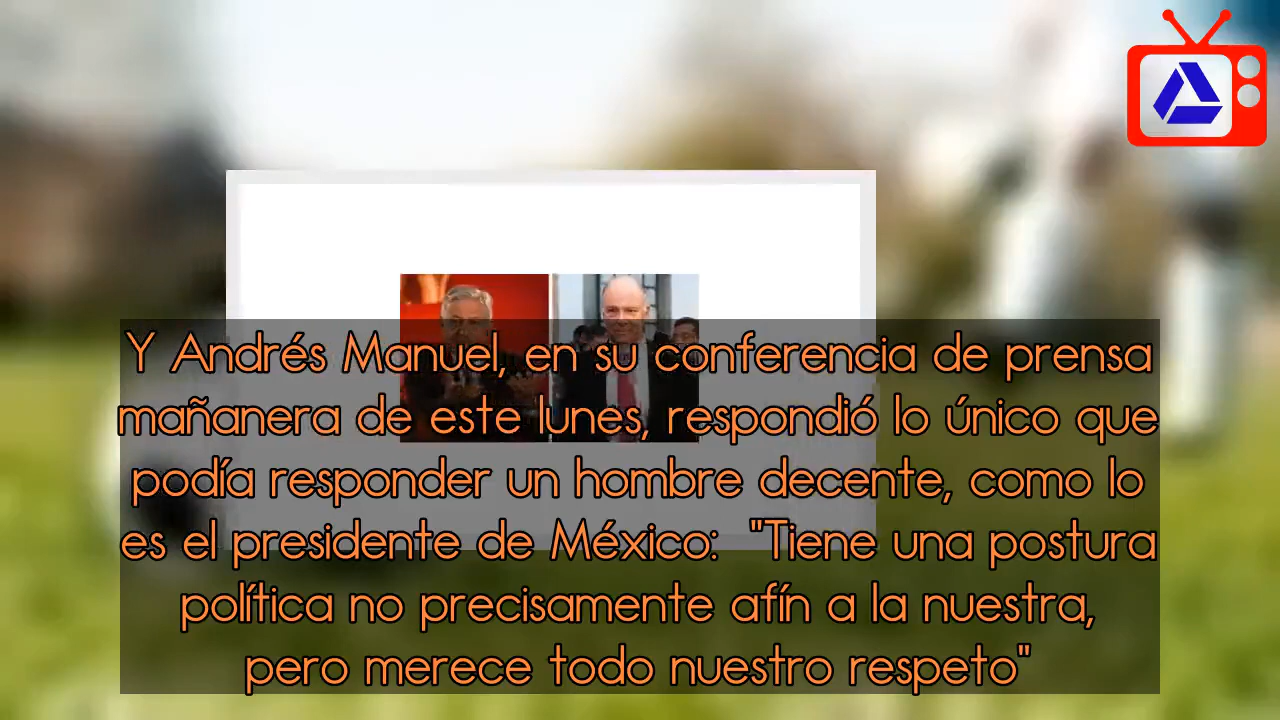 Y Andrés Manuel, en su conferencia de prensa
mañanera de este lunes, respondió lo único que
podía responder un hombre decente, como lo
es el presidente de México: "Tiene una postura
política no precisamente afín a la nuestra,
pero merece todo nuestro respeto"